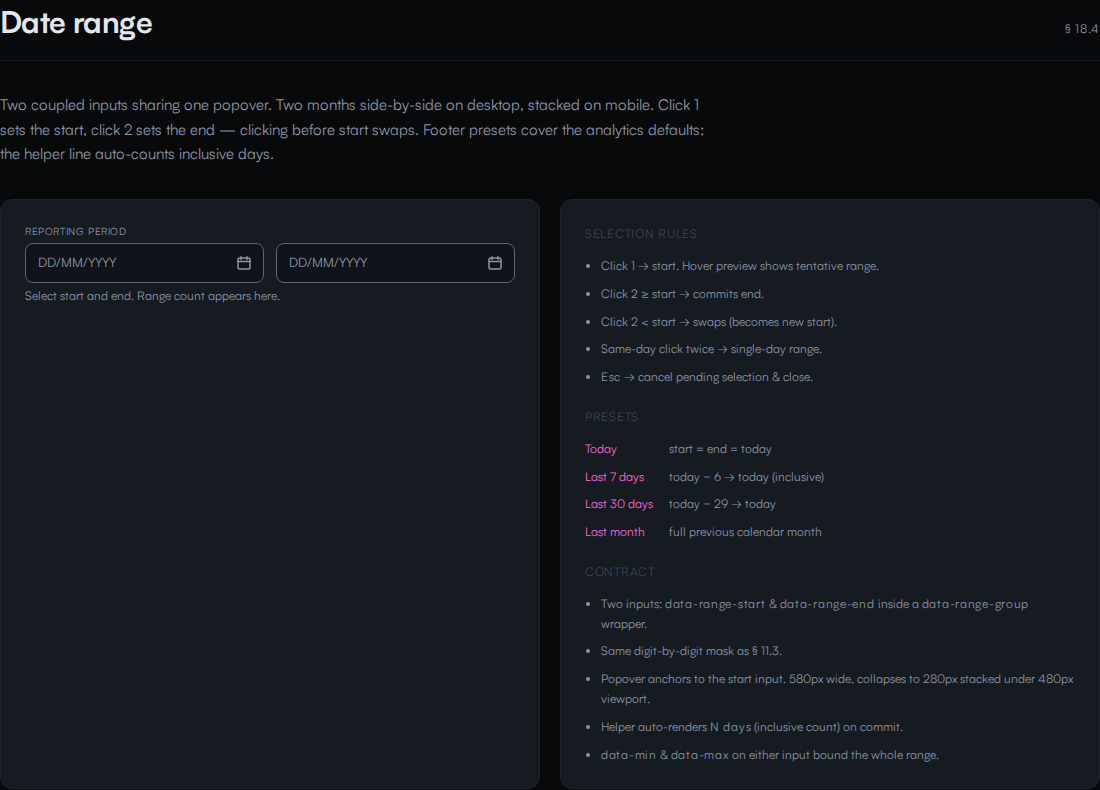 Date range
§ 18.4
Two coupled inputs sharing one popover. Two months side-by-side on desktop, stacked on mobile. Click 1
sets the start, click 2 sets the end — clicking before start swaps. Footer presets cover the analytics defaults;
the helper line auto-counts inclusive days.
REPORTING PERIOD
DD/MM/YYYY
DD/MM/YYYY
Select start and end. Range count appears here.
SELECTION RULES
• Click 1 → start. Hover preview shows tentative range.
• Click 2 ≥ start → commits end.
• Click 2 < start → swaps (becomes new start).
• Same-day click twice → single-day range.
• Esc → cancel pending selection & close.
PRESETS
Today start = end = today
Last 7 days today − 6 → today (inclusive)
Last 30 days today − 29 → today
Last month full previous calendar month
CONTRACT
• Two inputs: data-range-start & data-range-end inside a data-range-group
wrapper.
• Same digit-by-digit mask as § 11.3.
• Popover anchors to the start input. 580px wide, collapses to 280px stacked under 480px
viewport.
• Helper auto-renders N days (inclusive count) on commit.
• data-min & data-max on either input bound the whole range.